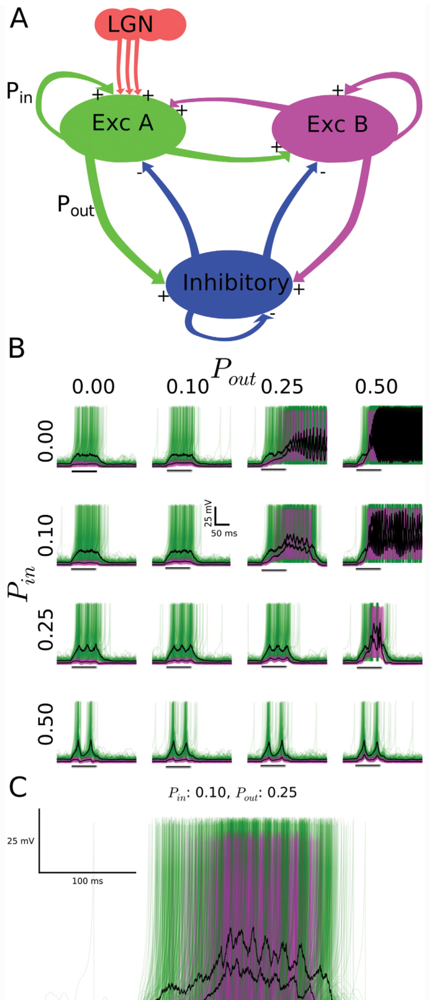 A
LGN
P_in
+ + + +
Exc A
Exc B
+
- -
P_out
Inhibitory
+ +
-
B
P_out
0.00 0.10 0.25 0.50
0.00
0.10
25 mV
50 ms
P_in
0.25
0.50
C
P_in: 0.10, P_out: 0.25
25 mV
100 ms